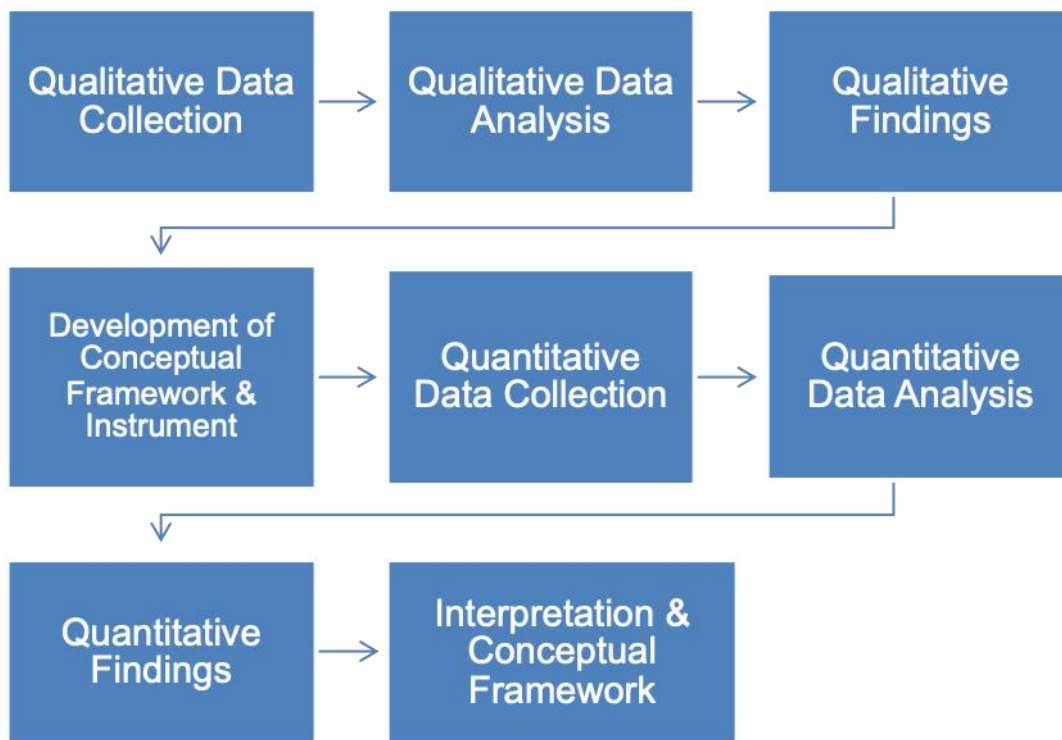 Qualitative Data
Collection
Qualitative Data
Analysis
Qualitative
Findings
Development of
Conceptual
Framework &
Instrument
Quantitative
Data Collection
Quantitative
Data Analysis
Quantitative
Findings
Interpretation &
Conceptual
Framework